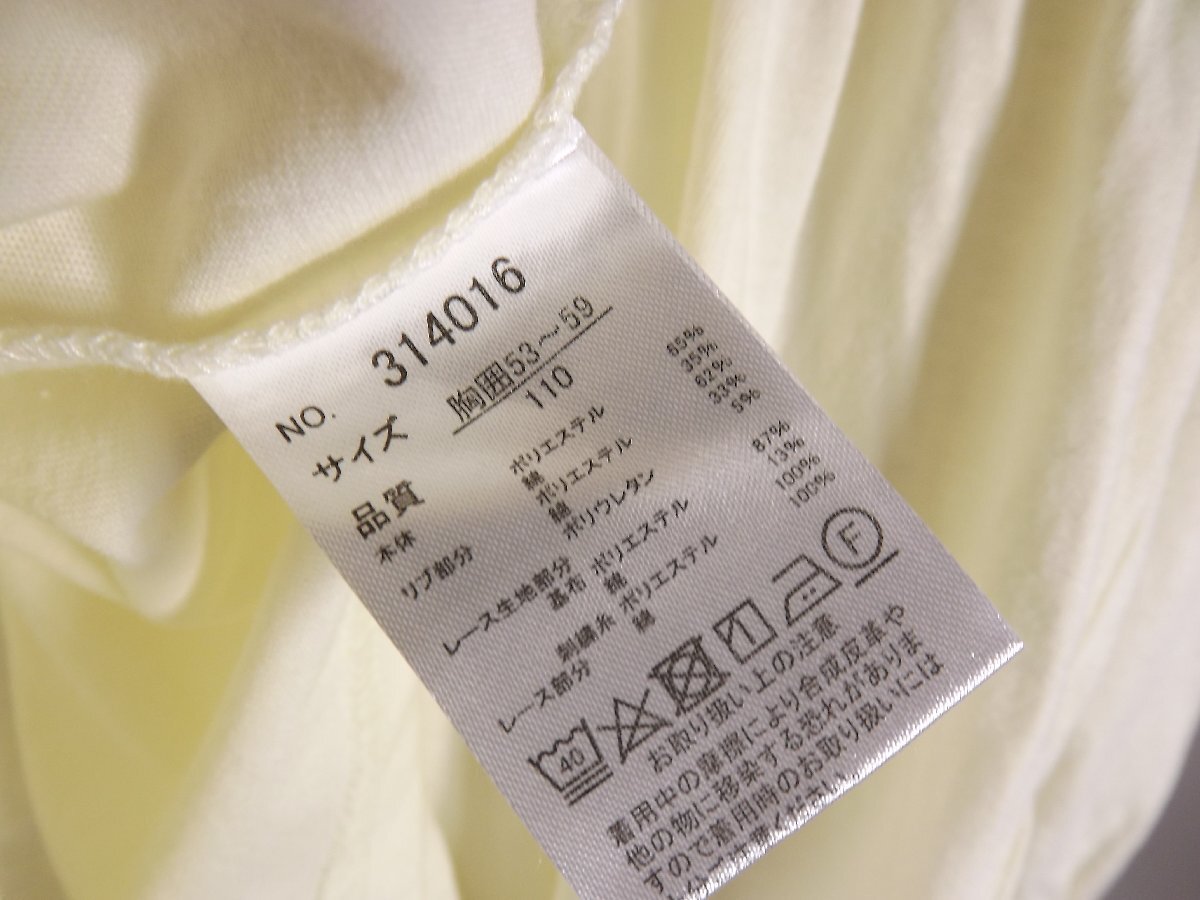 NO. 314016
サイズ 胸囲53～59
110
品質
本体 ポリエステル 65%
綿 35%
リブ部分 ポリエステル 62%
綿 33%
ポリウレタン 5%
レース生地部分
基布 ポリエステル 87%
綿 13%
刺繍糸 ポリエステル 100%
レース部分 綿 100%
40 F
お取り扱い上の注意
着用中の摩擦により合成皮革や
他の物に移染する恐れがありま
すので着用時のお取り扱いには
ください